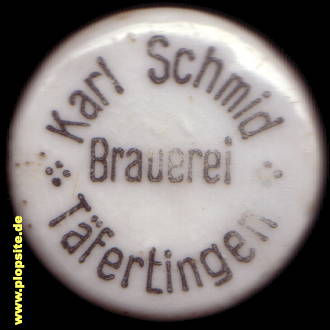 Karl Schmid
Brauerei
Täfertingen
www.plopsite.de